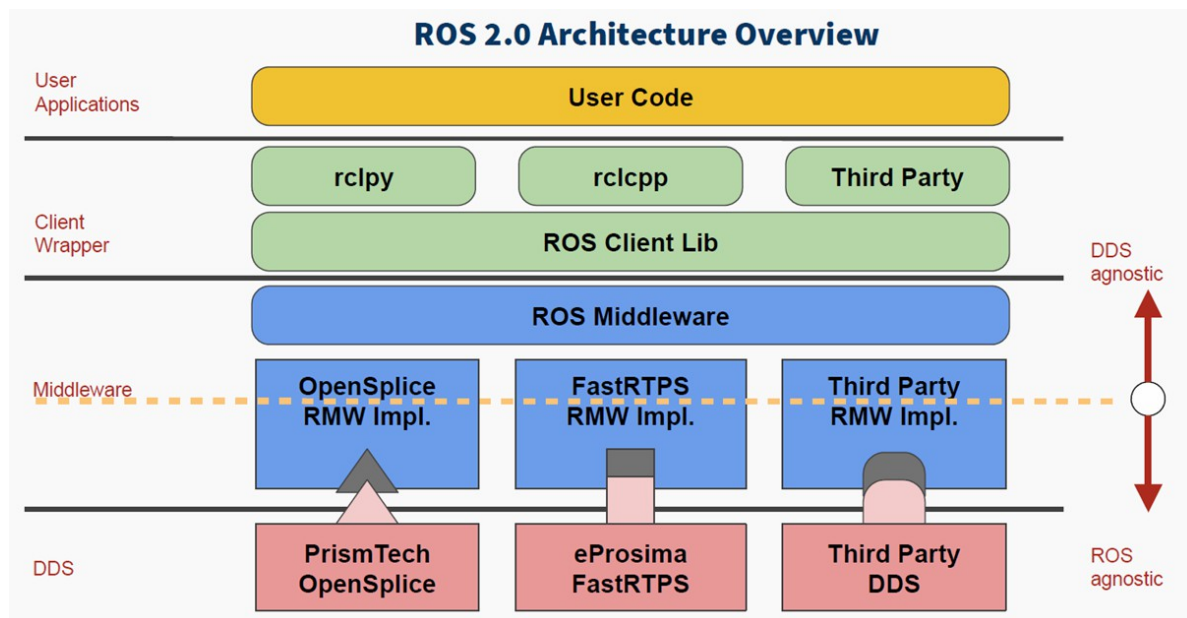 ROS 2.0 Architecture Overview
User
Applications
User Code
rclpy
rclcpp
Third Party
Client
Wrapper
ROS Client Lib
DDS
agnostic
ROS Middleware
Middleware
OpenSplice
RMW Impl.
FastRTPS
RMW Impl.
Third Party
RMW Impl.
DDS
PrismTech
OpenSplice
eProsima
FastRTPS
Third Party
DDS
ROS
agnostic